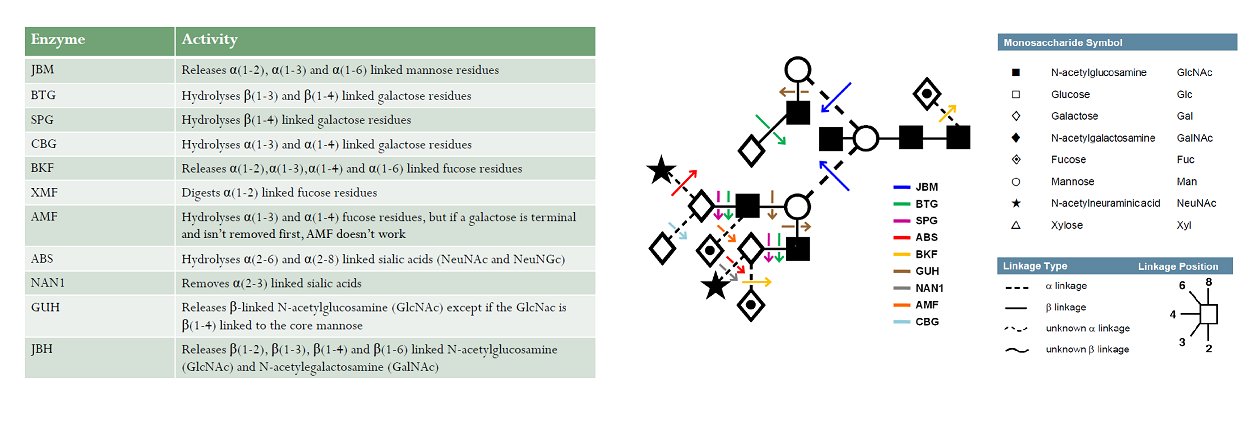 Enzyme Activity
JBM Releases α(1-2), α(1-3) and α(1-6) linked mannose residues
BTG Hydrolyses β(1-3) and β(1-4) linked galactose residues
SPG Hydrolyses β(1-4) linked galactose residues
CBG Hydrolyses α(1-3) and α(1-4) linked galactose residues
BKF Releases α(1-2),α(1-3),α(1-4) and α(1-6) linked fucose residues
XMF Digests α(1-2) linked fucose residues
AMF Hydrolyses α(1-3) and α(1-4) fucose residues, but if a galactose is terminal
and isn't removed first, AMF doesn't work
ABS Hydrolyses α(2-6) and α(2-8) linked sialic acids (NeuNAc and NeuNGc)
NAN1 Removes α(2-3) linked sialic acids
GUH Releases β-linked N-acetylglucosamine (GlcNAc) except if the GlcNac is
β(1-4) linked to the core mannose
JBH Releases β(1-2), β(1-3), β(1-4) and β(1-6) linked N-acetylglucosamine
(GlcNAc) and N-acetylegalactosamine (GalNAc)
JBM
BTG
SPG
ABS
BKF
GUH
NAN1
AMF
CBG
Monosaccharide Symbol
N-acetylglucosamine GlcNAc
Glucose Glc
Galactose Gal
N-acetylgalactosamine GalNAc
Fucose Fuc
Mannose Man
N-acetylneuraminic acid NeuNAc
Xylose Xyl
Linkage Type Linkage Position
α linkage
β linkage
unknown α linkage
unknown β linkage
6 8
4
3 2